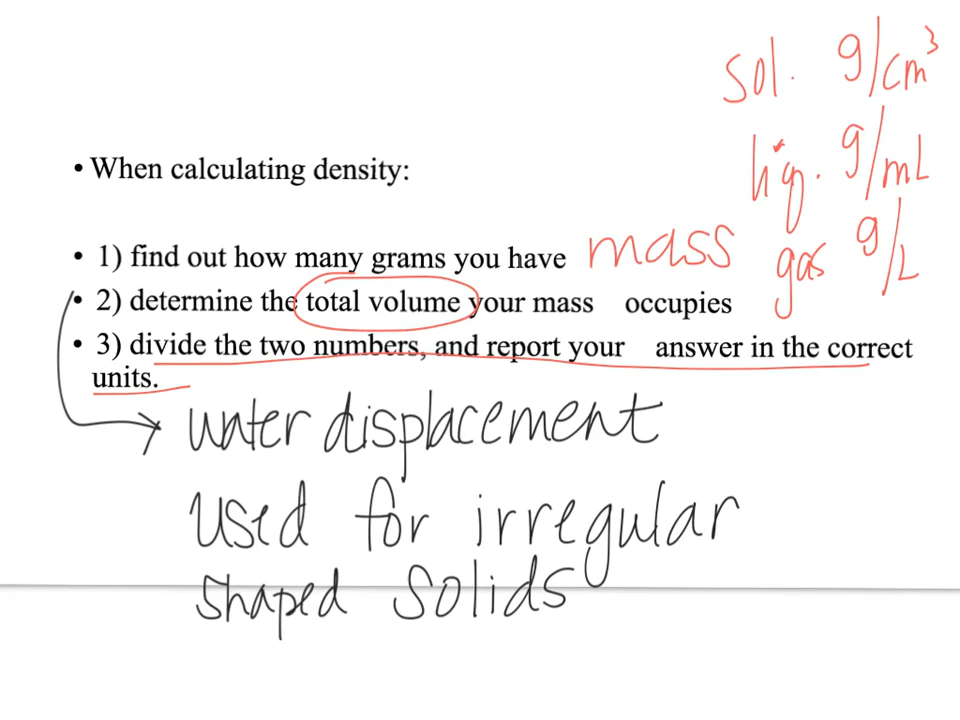 sol. g/cm³
liq. g/mL
gas g/L
• When calculating density:
• 1) find out how many grams you have mass
• 2) determine the total volume your mass occupies
• 3) divide the two numbers, and report your answer in the correct
units.
water displacement
used for irregular
shaped solids